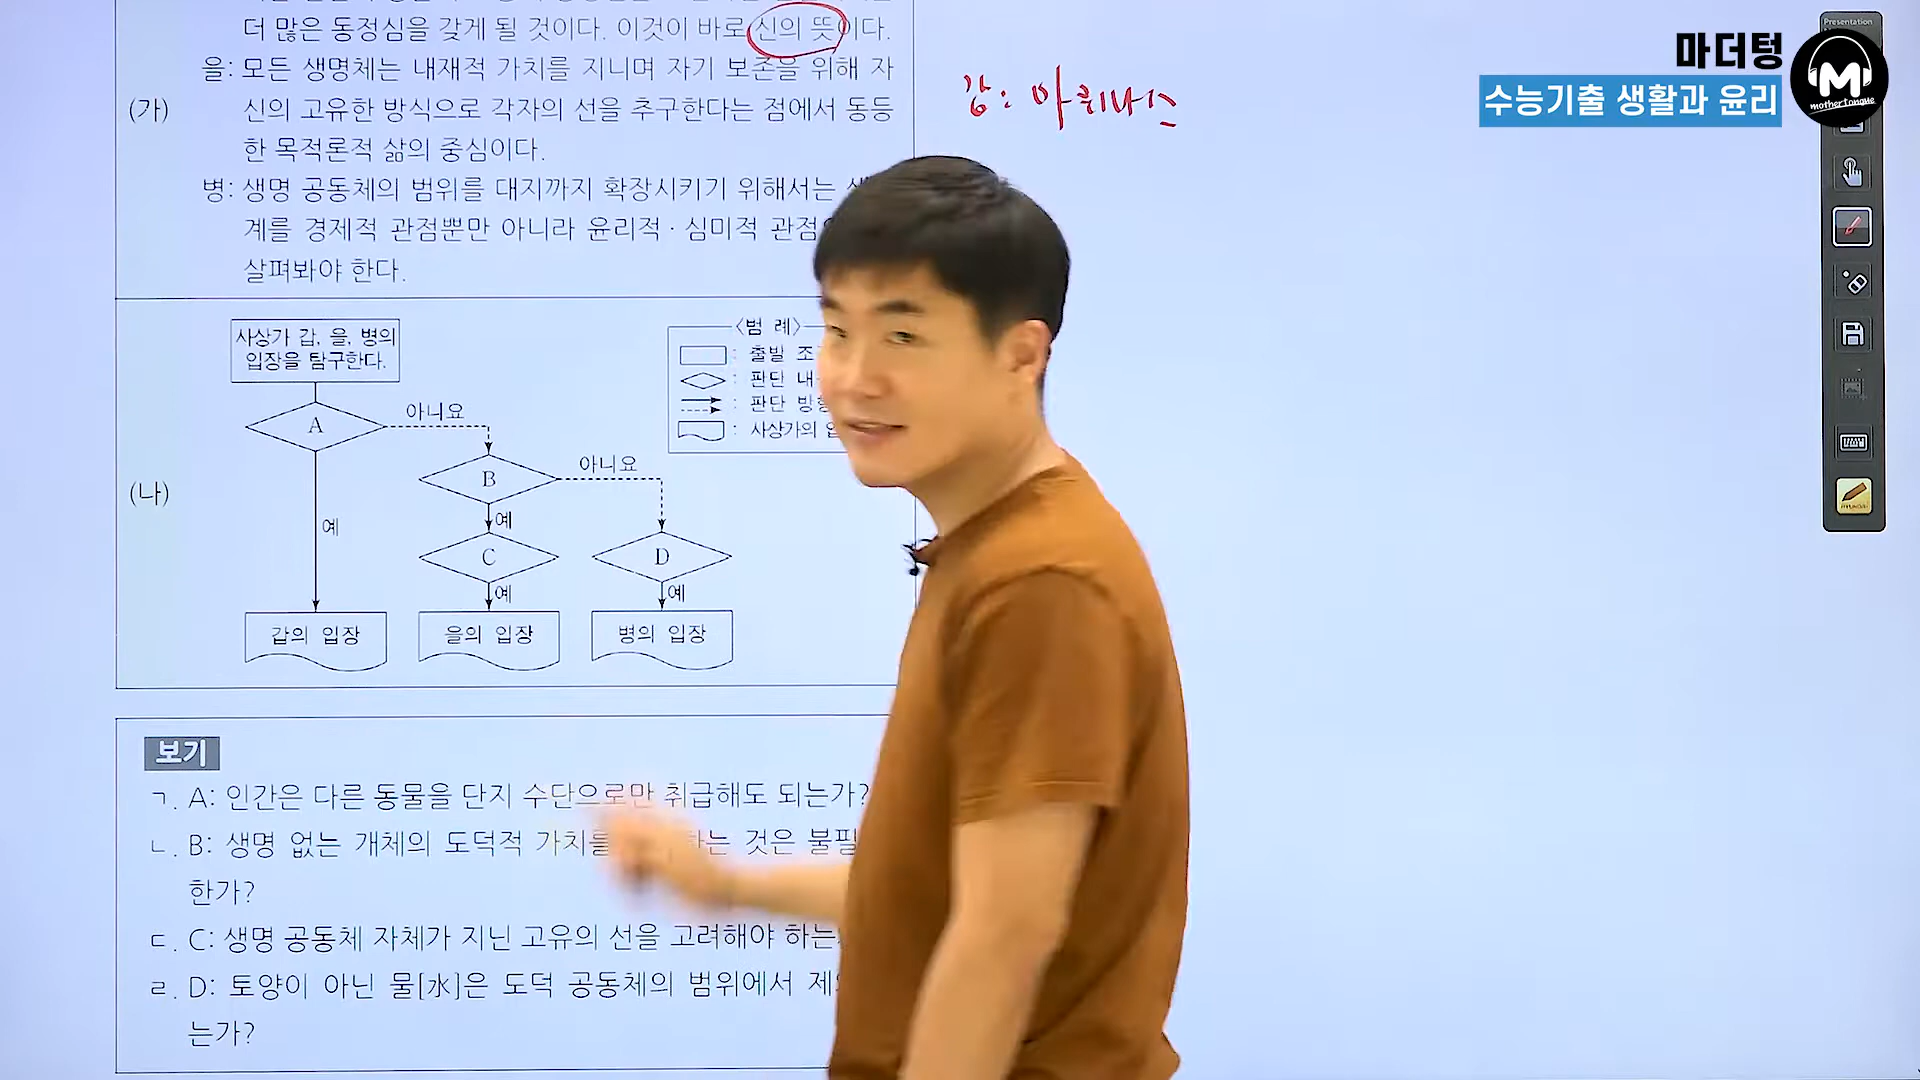 더 많은 동정심을 갖게 될 것이다. 이것이 바로 신의 뜻이다.
을: 모든 생명체는 내재적 가치를 지니며 자기 보존을 위해 자
신의 고유한 방식으로 각자의 선을 추구한다는 점에서 동등
한 목적론적 삶의 중심이다.
(가)
병: 생명 공동체의 범위를 대지까지 확장시키기 위해서는
계를 경제적 관점뿐만 아니라 윤리적·심미적 관점
살펴봐야 한다.
갑: 아퀴나스
마더텅
수능기출 생활과 윤리
M
mothertongue
Presentation
사상가 갑, 을, 병의
입장을 탐구한다.
〈범 례〉
: 출발
: 판단
: 판단
: 사상가의
(나)
A
아니요
B
아니요
예
예
C
D
예
예
갑의 입장
을의 입장
병의 입장
보기
ㄱ. A: 인간은 다른 동물을 단지 수단으로만 취급해도 되는가?
ㄴ. B: 생명 없는 개체의 도덕적 가치를 것은
한가?
ㄷ. C: 생명 공동체 자체가 지닌 고유의 선을 고려해야
ㄹ. D: 토양이 아닌 물[水]은 도덕 공동체의 범위에서
는가?